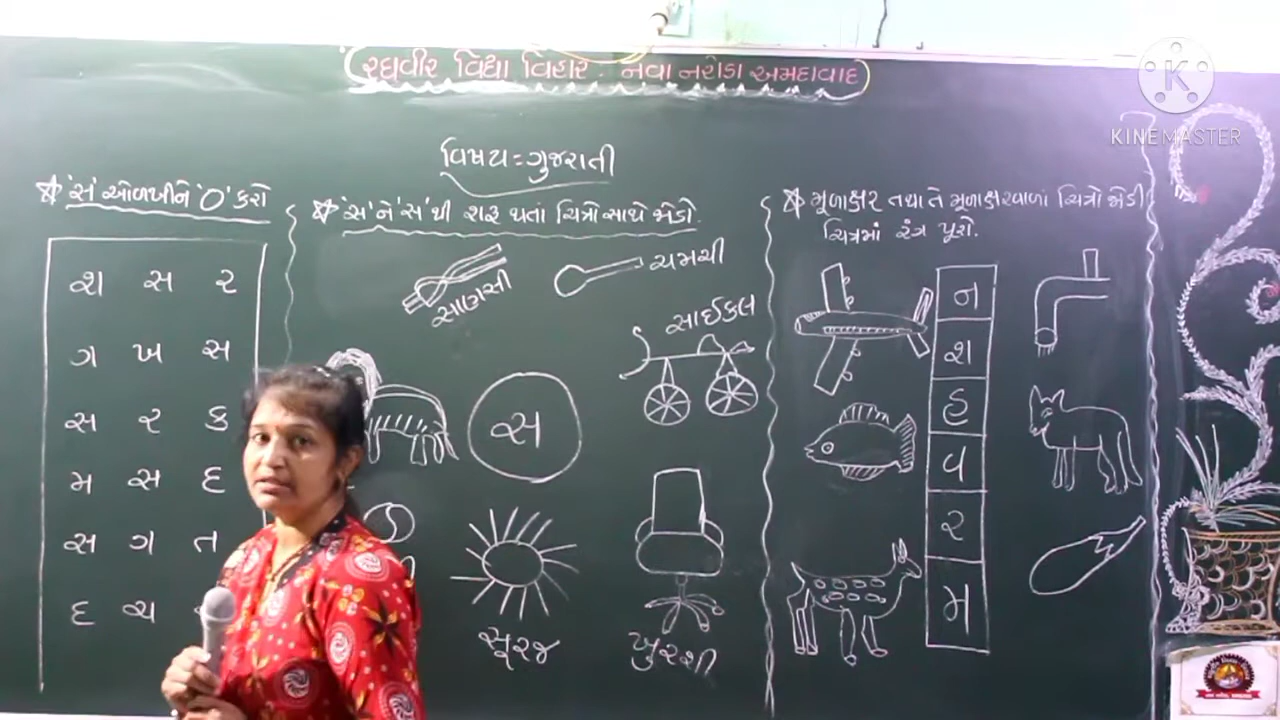 રઘુવીર વિદ્યા વિહાર. નવા નરોડા અમદાવાદ
KINEMASTER
વિષય = ગુજરાતી
'સ' ઓળખીને 'O' કરો
શ સ ર
ગ ખ સ
સ ર ક
મ સ દ
સ ગ ત
દ ચ
'સ' ને 'સ' થી શરૂ થતાં ચિત્રો સાથે જોડો.
સાણસી
ચમચી
સાઈકલ
સ
સૂરજ
ખુરશી
મૂળાક્ષર તથા તે મૂળાક્ષરવાળાં ચિત્રો જોડી
ચિત્રમાં રંગ પૂરો.
ન
શ
હ
વ
ર
મ